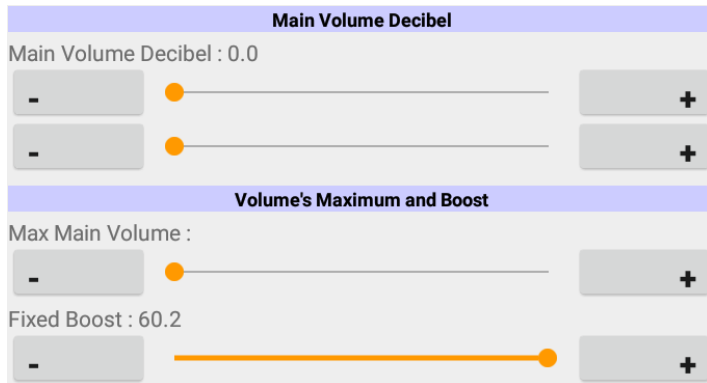 Main Volume Decibel
Main Volume Decibel : 0.0
- +
- +
Volume's Maximum and Boost
Max Main Volume :
- +
Fixed Boost : 60.2
- +